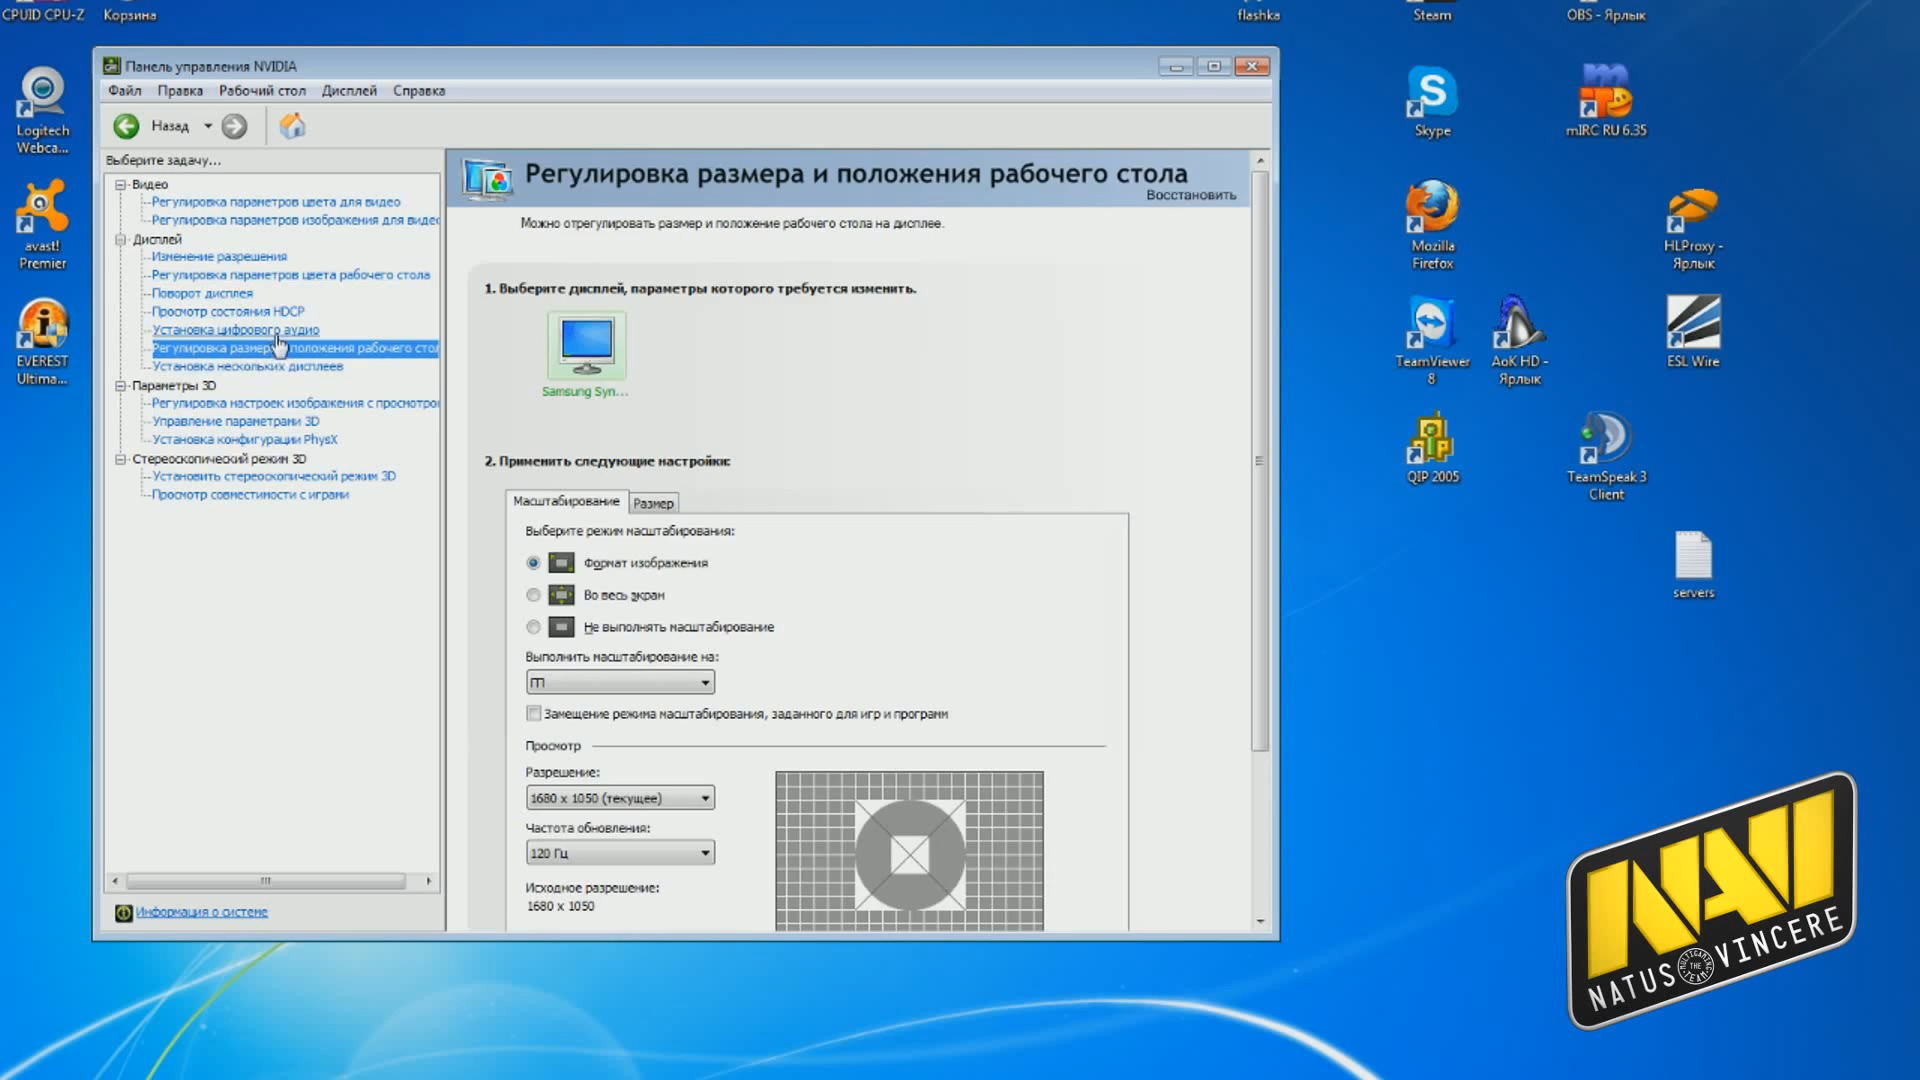 CPUID CPU-Z
Корзина
flashka
Steam
OBS - Ярлык
Панель управления NVIDIA
Файл Правка Рабочий стол Дисплей Справка
Назад
Выберите задачу...
Видео
Регулировка параметров цвета для видео
Регулировка параметров изображения для видео
Дисплей
Изменение разрешения
Регулировка параметров цвета рабочего стола
Поворот дисплея
Просмотр состояния HDCP
Установка цифрового аудио
Регулировка размер положения рабочего стол
Установка нескольких дисплеев
Параметры 3D
Регулировка настроек изображения с просмотром
Управление параметрами 3D
Установка конфигурации PhysX
Стереоскопический режим 3D
Установить стереоскопический режим 3D
Просмотр совместимости с играми
Информация о системе
Регулировка размера и положения рабочего стола
Восстановить
Можно отрегулировать размер и положение рабочего стола на дисплее.
1. Выберите дисплей, параметры которого требуется изменить.
Samsung Syn...
2. Применить следующие настройки:
Масштабирование Размер
Выберите режим масштабирования:
Формат изображения
Во весь экран
Не выполнять масштабирование
Выполнить масштабирование на:
ГП
Замещение режима масштабирования, заданного для игр и программ
Просмотр
Разрешение:
1680 x 1050 (текущее)
Частота обновления:
120 Гц
Исходное разрешение:
1680 x 1050
Logitech
Webca...
avast!
Premier
EVEREST
Ultima...
Skype
mIRC RU 6.35
Mozilla
Firefox
HLProxy -
Ярлык
TeamViewer
8
AoK HD -
Ярлык
ESL Wire
QIP 2005
TeamSpeak 3
Client
servers
NAVI
NATUS VINCERE
MULTIGAMING
THE
TEAM